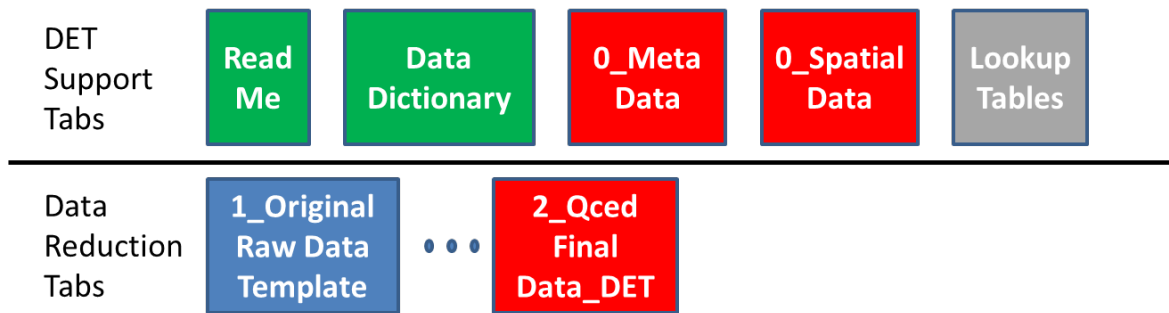 DET
Support
Tabs
Read
Me
Data
Dictionary
0_Meta
Data
0_Spatial
Data
Lookup
Tables
Data
Reduction
Tabs
1_Original
Raw Data
Template
2_Qced
Final
Data_DET